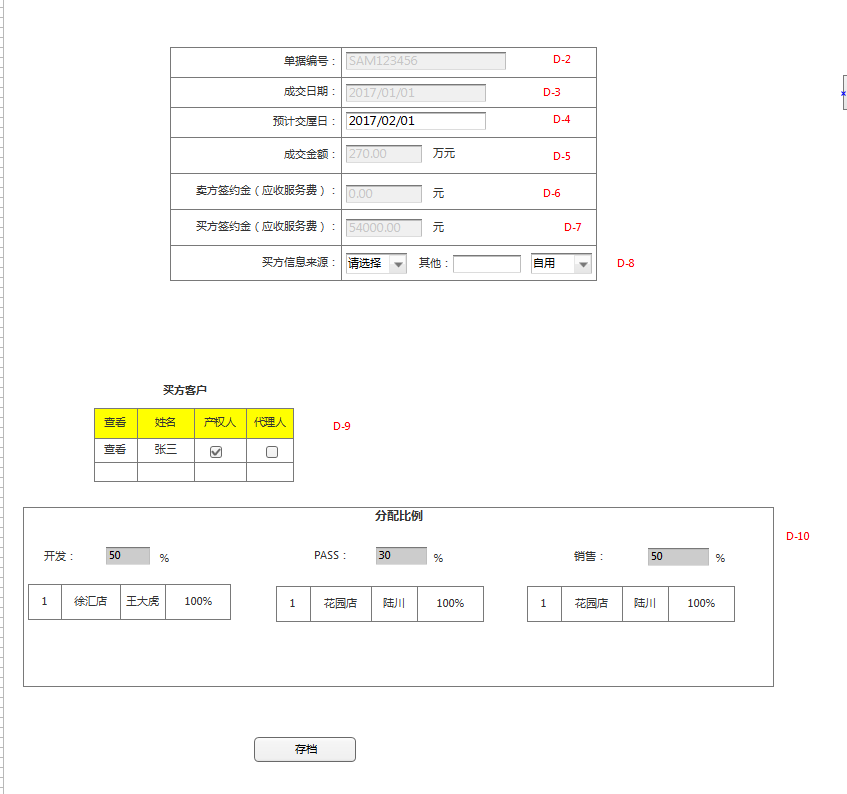 单据编号： SAM123456 D-2
成交日期： 2017/01/01 D-3
预计交屋日： 2017/02/01 D-4
成交金额： 270.00 万元 D-5
卖方签约金（应收服务费）： 0.00 元 D-6
买方签约金（应收服务费）： 54000.00 元 D-7
买方信息来源： 请选择 其他： 自用 D-8
买方客户
查看 姓名 产权人 代理人 D-9
查看 张三
分配比例
D-10
开发： 50 % PASS： 30 % 销售： 50 %
1 徐汇店 王大虎 100% 1 花园店 陆川 100% 1 花园店 陆川 100%
存档